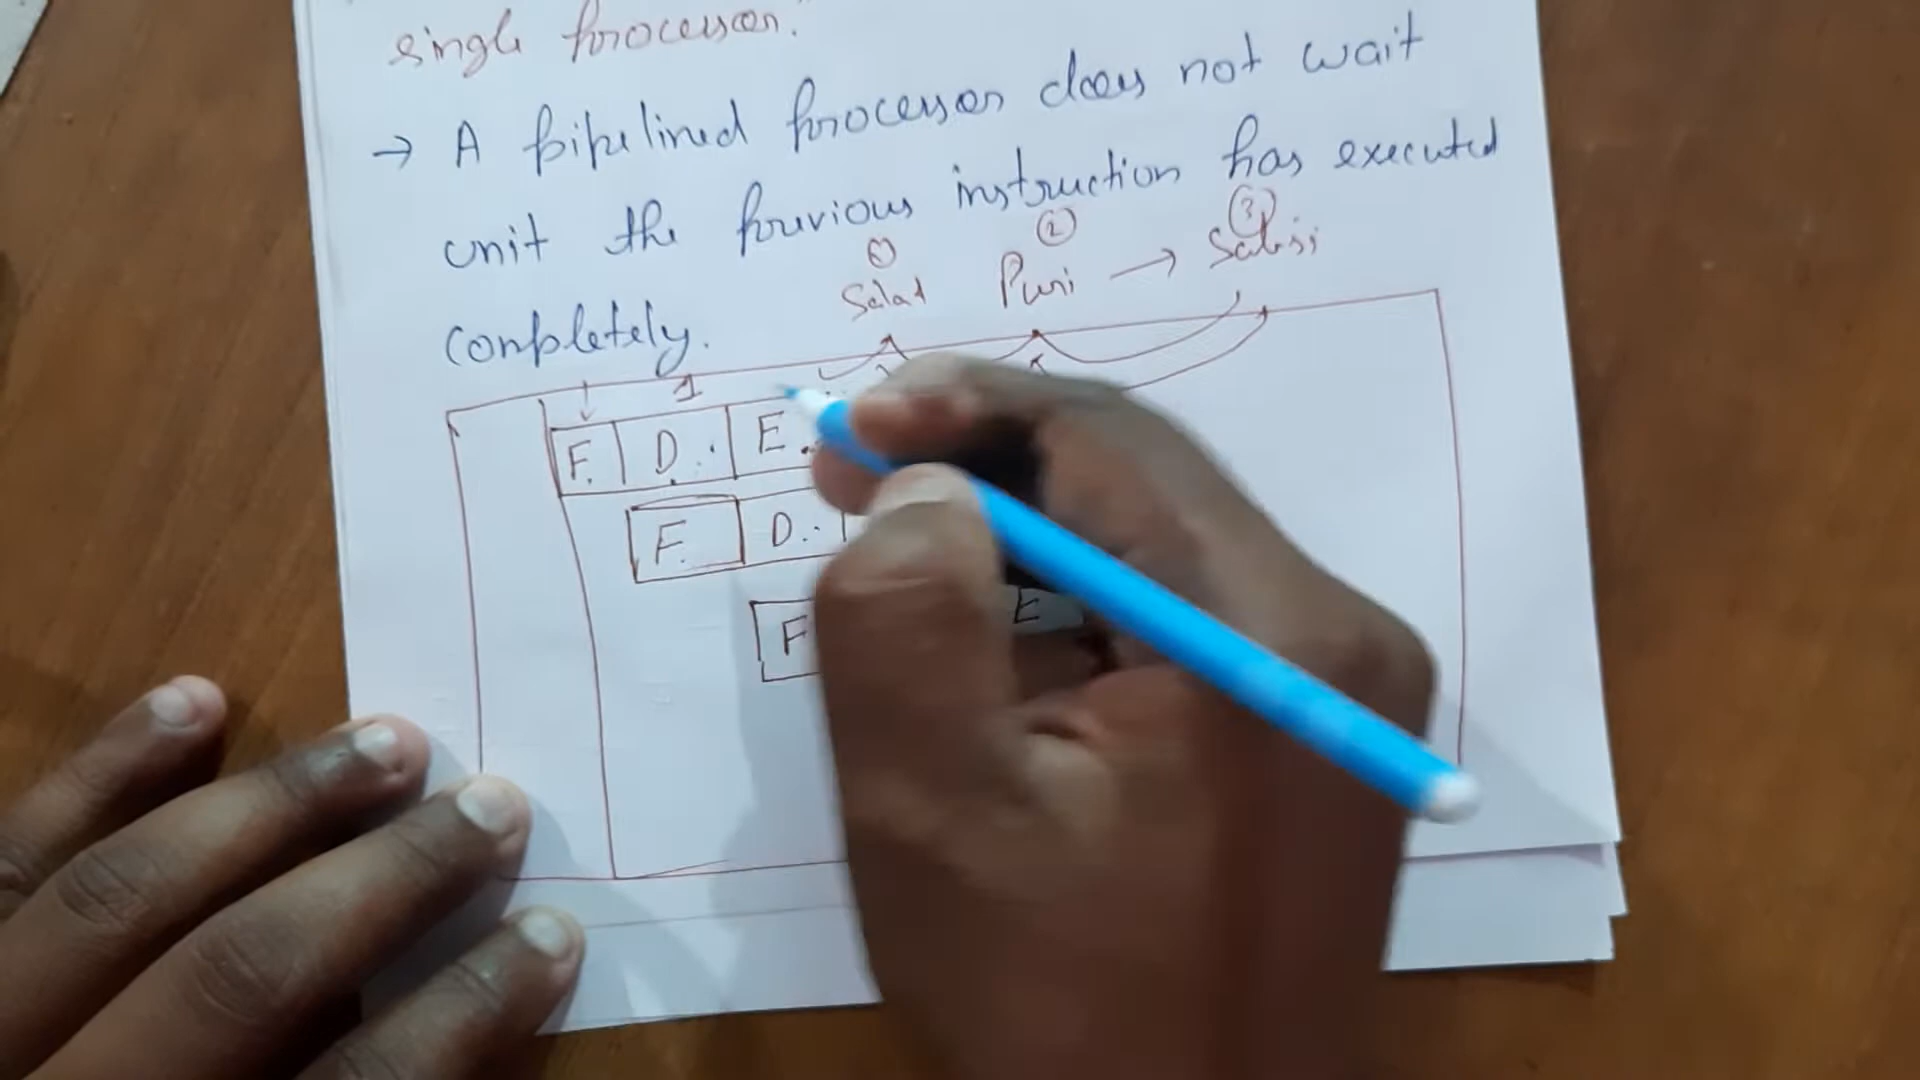 single processor."
→ A pipelined processor does not wait
unit the previous instruction has executed
completely.
① ② ③
Salad Puri → Sabji
1
F. D. E.
F. D.
F E